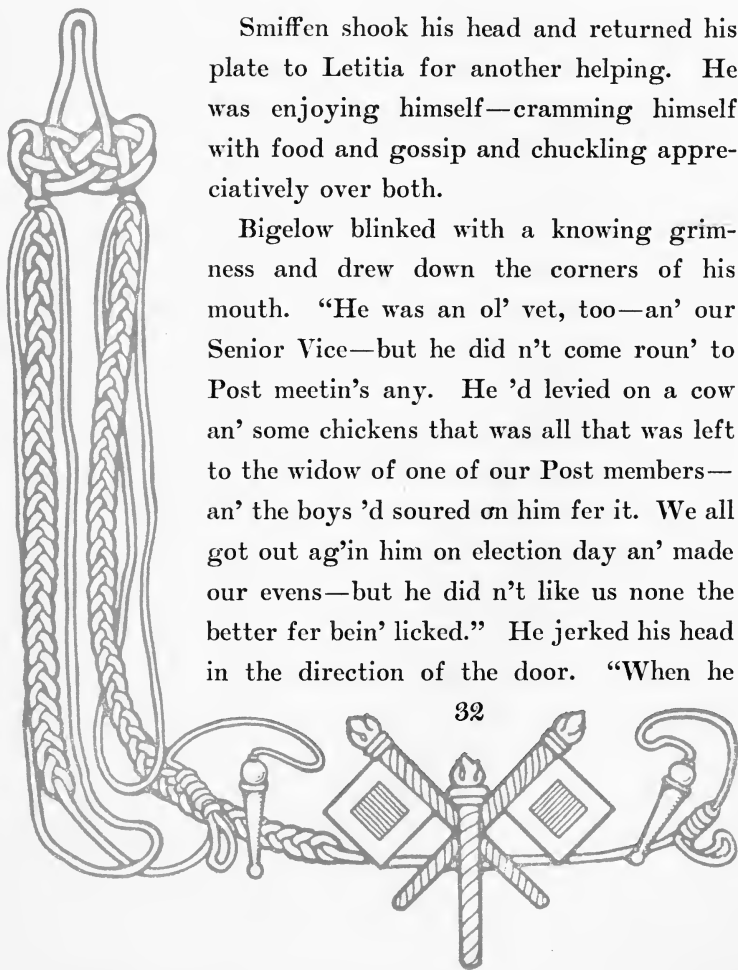 Smiffen shook his head and returned his
plate to Letitia for another helping. He
was enjoying himself—cramming himself
with food and gossip and chuckling appre-
ciatively over both.
Bigelow blinked with a knowing grim-
ness and drew down the corners of his
mouth. “He was an ol’ vet, too—an’ our
Senior Vice—but he did n’t come roun’ to
Post meetin’s any. He ’d levied on a cow
an’ some chickens that was all that was left
to the widow of one of our Post members—
an’ the boys ’d soured on him fer it. We all
got out ag’in him on election day an’ made
our evens—but he did n’t like us none the
better fer bein’ licked.” He jerked his head
in the direction of the door. “When he
32